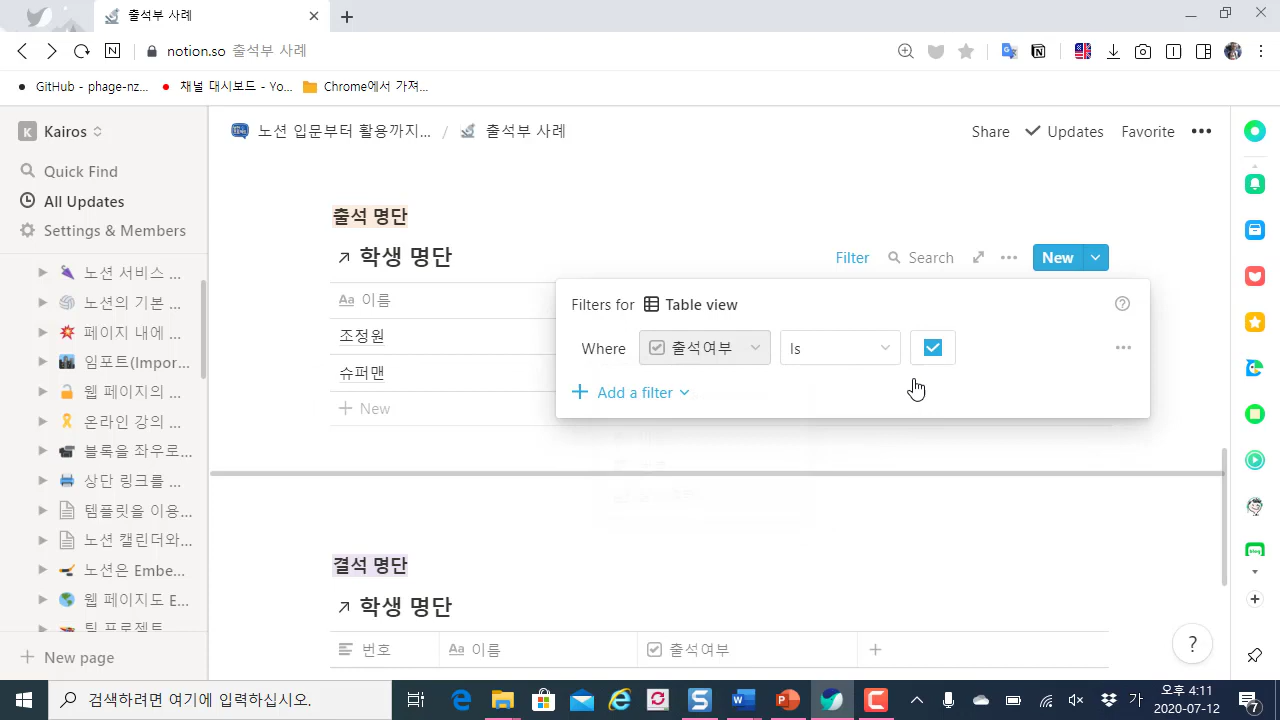 출석부 사례
notion.so 출석부 사례
GitHub - phage-nz...
채널 대시보드 - Yo...
Chrome에서 가져...
K Kairos
노션 입문부터 활용까지... / 출석부 사례
Share
Updates
Favorite
Quick Find
All Updates
Settings & Members
노션 서비스 ...
노션의 기본 ...
페이지 내에 ...
임포트(Impor...
웹 페이지의 ...
온라인 강의 ...
블록을 좌우로...
상단 링크를 ...
템플릿을 이용...
노션 캘린더와...
노션은 Embe...
웹 페이지도 E...
팀 프로젝트
New page
출석 명단
학생 명단
Filter
Search
New
Aa 이름
조정원
슈퍼맨
New
Filters for Table view
Where 출석여부 Is
Add a filter
결석 명단
학생 명단
번호 Aa 이름 출석여부
?
검색하려면 여기에 입력하십시오.
가
오후 4:11
2020-07-12
7